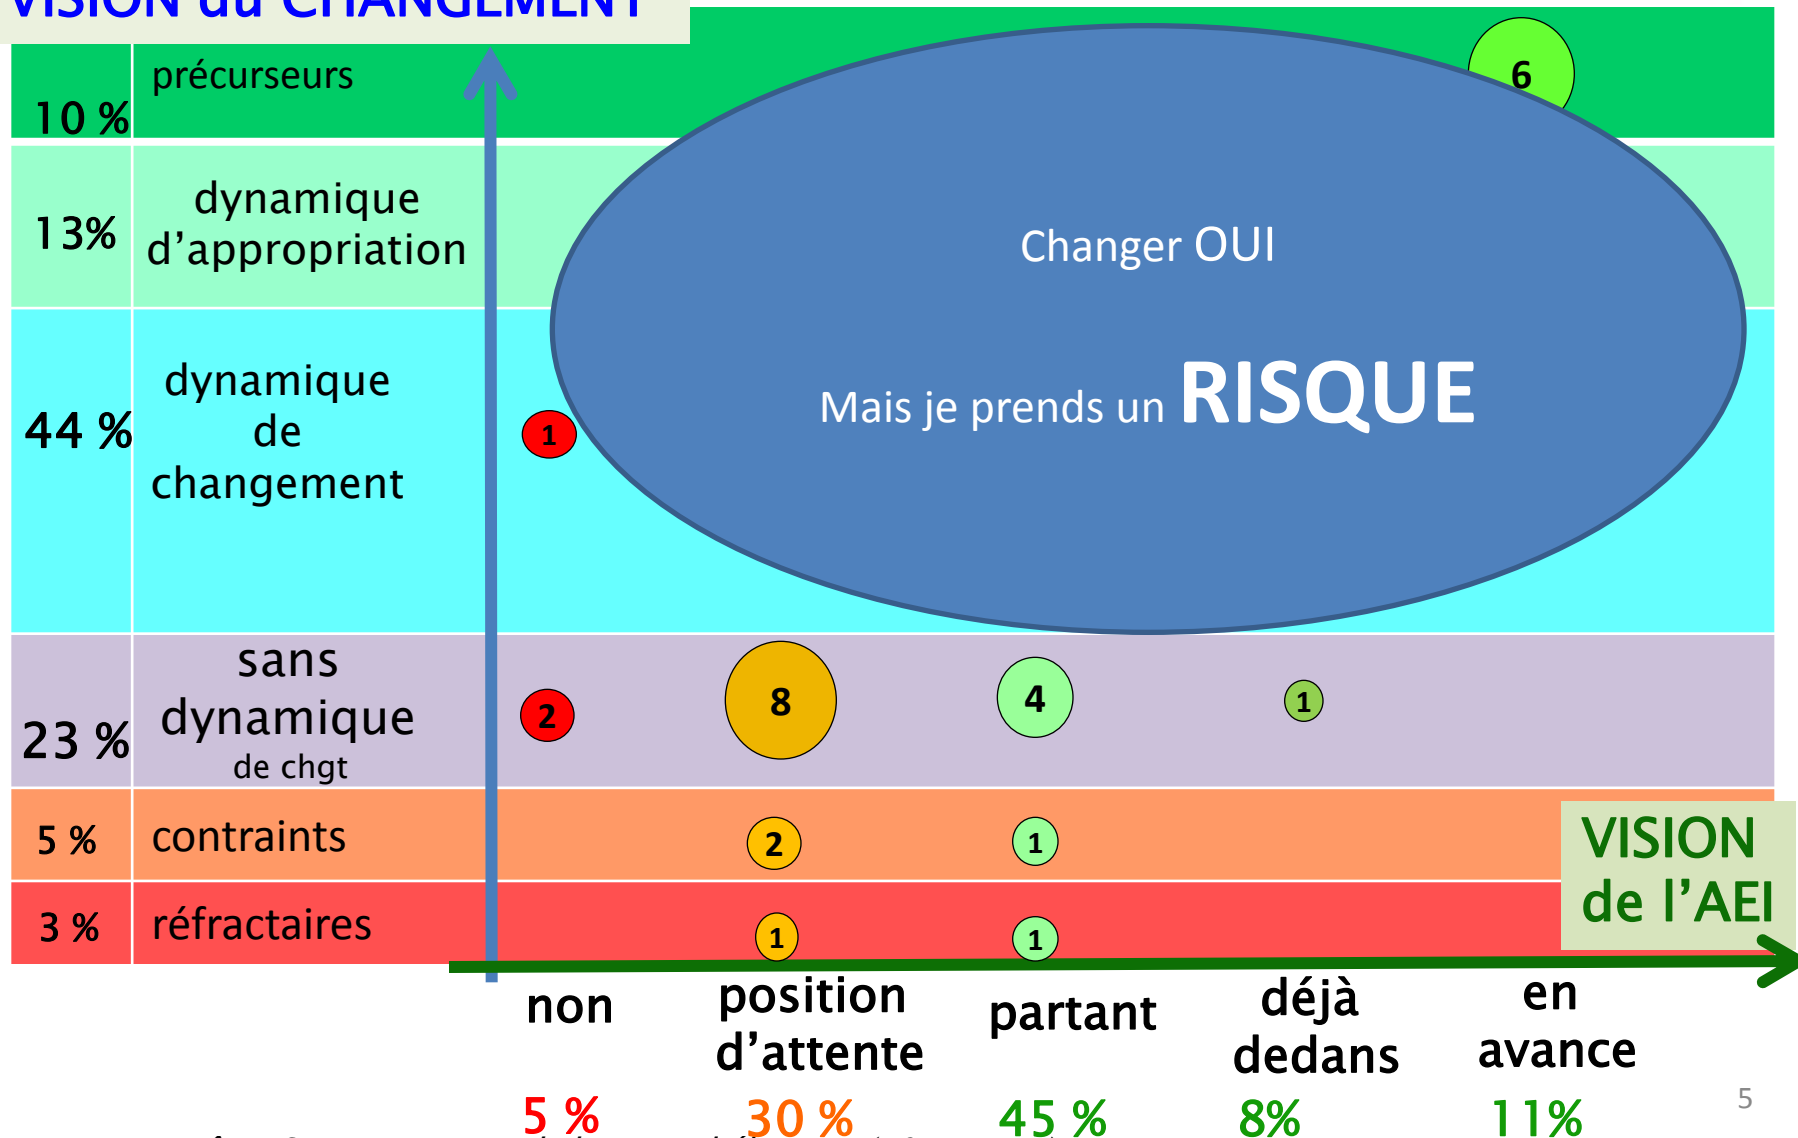 VISION du CHANGEMENT
précurseurs
10 %
6
dynamique
d’appropriation
13%
Changer OUI
Mais je prends un RISQUE
dynamique
de
changement
44 %
1
sans
dynamique
de chgt
23 %
2
8
4
1
5 %
contraints
2
1
VISION
de l’AEI
3 %
réfractaires
1
1
non
position
d’attente
partant
déjà
dedans
en
avance
5 %
30 %
45 %
8%
11%
5